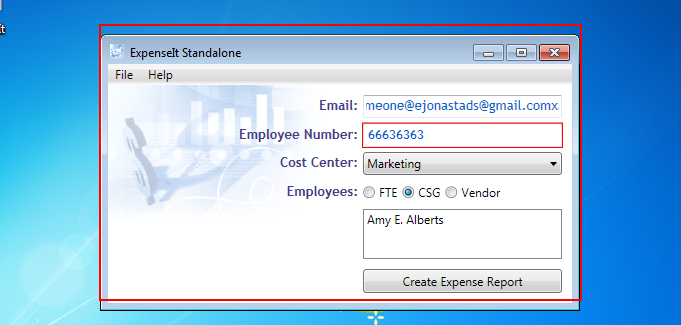 ExpenseIt Standalone
File Help
Email: meone@ejonastads@gmail.comx
Employee Number: 66636363
Cost Center: Marketing
Employees: FTE CSG Vendor
Amy E. Alberts
Create Expense Report